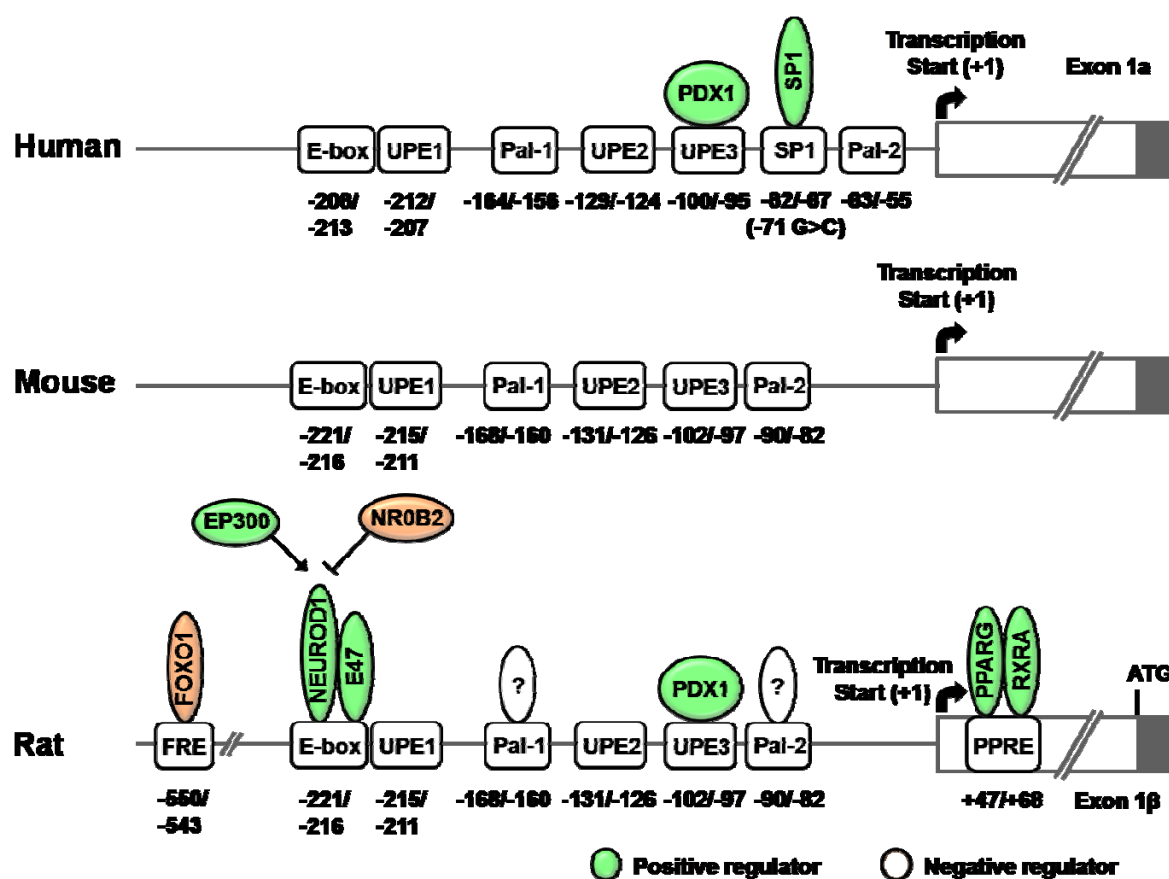 Transcription
Start (+1)
Exon 1a
SP1
PDX1
Human
E-box
UPE1
Pal-1
UPE2
UPE3
SP1
Pal-2
-208/
-213
-212/
-207
-164/-156
-129/-124
-100/-95
-82/-67
(-71 G>C)
-63/-55
Transcription
Start (+1)
Mouse
E-box
UPE1
Pal-1
UPE2
UPE3
Pal-2
-221/
-216
-215/
-211
-168/-160
-131/-126
-102/-97
-90/-82
EP300
NR0B2
FOXO1
NEUROD1
E47
?
PDX1
?
Transcription
Start (+1)
PPARG
RXRA
ATG
Rat
FRE
E-box
UPE1
Pal-1
UPE2
UPE3
Pal-2
PPRE
-550/
-543
-221/
-216
-215/
-211
-168/-160
-131/-126
-102/-97
-90/-82
+47/+68
Exon 1β
Positive regulator
Negative regulator